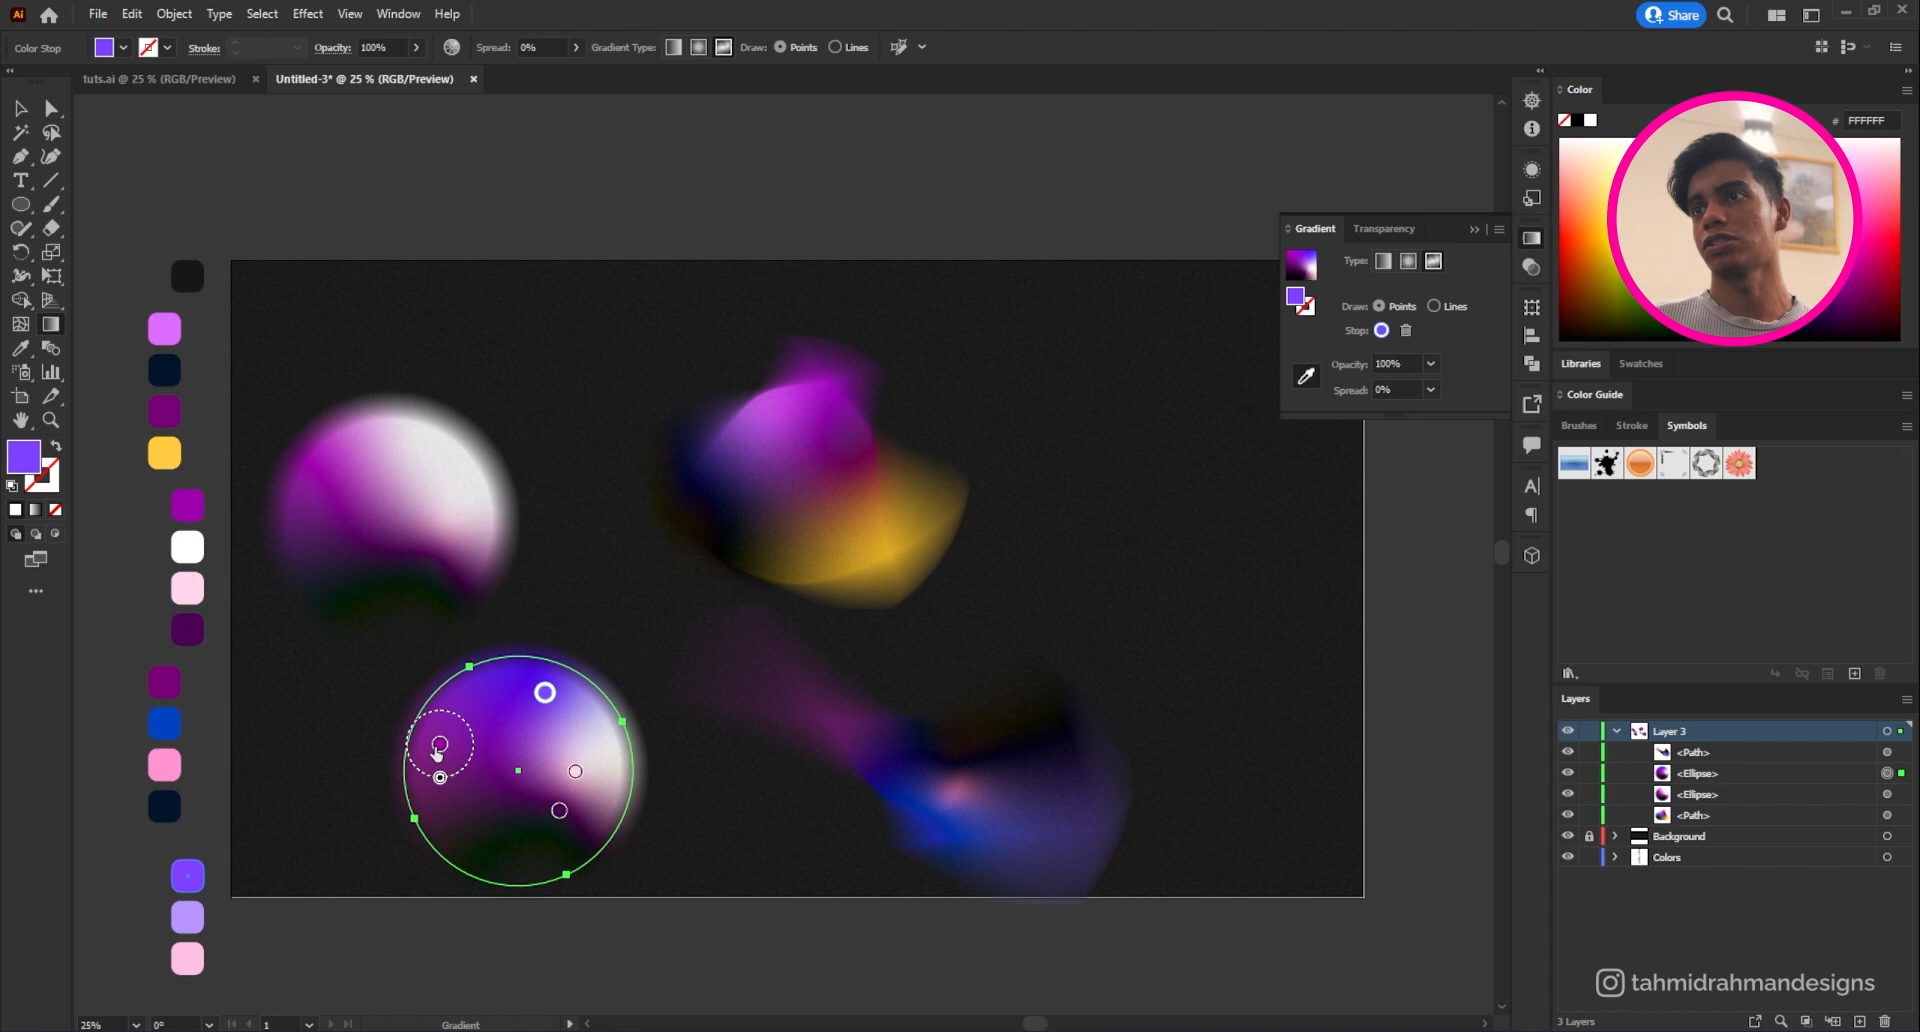 Ai File Edit Object Type Select Effect View Window Help Share
Color Stop Stroke: Opacity: 100% Spread: 0% Gradient Type: Draw: Points Lines
tuts.ai @ 25 % (RGB/Preview) × Untitled-3* @ 25 % (RGB/Preview) ×
Color
# FFFFFF
Gradient Transparency
Type:
Draw: Points Lines
Stop:
Opacity: 100%
Spread: 0%
Libraries Swatches
Color Guide
Brushes Stroke Symbols
Layers
Layer 3
<Path>
<Ellipse>
<Ellipse>
<Path>
Background
Colors
tahmidrahmandesigns
25% 0° 1 Gradient
3 Layers